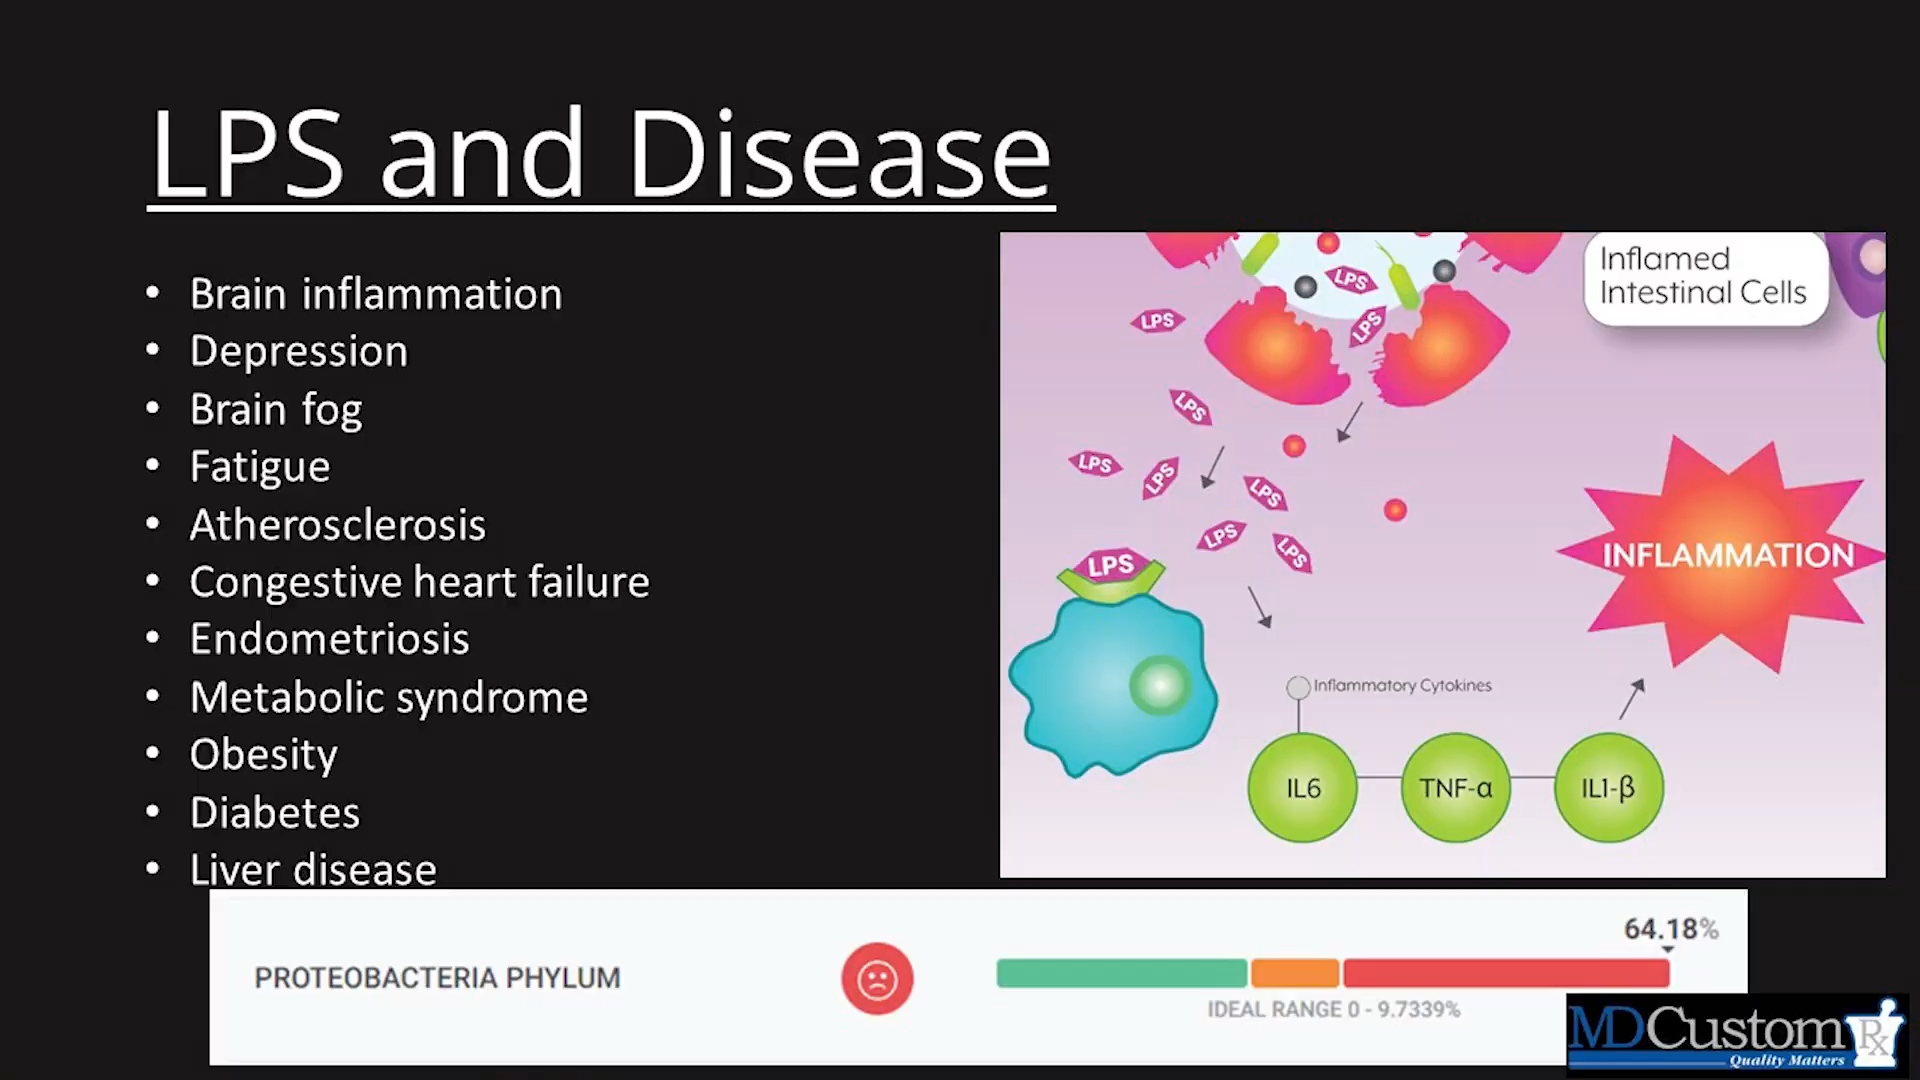 LPS and Disease
• Brain inflammation
• Depression
• Brain fog
• Fatigue
• Atherosclerosis
• Congestive heart failure
• Endometriosis
• Metabolic syndrome
• Obesity
• Diabetes
• Liver disease
Inflamed
Intestinal Cells
LPS
LPS
LPS
LPS
LPS
LPS
LPS
LPS
LPS
LPS
INFLAMMATION
Inflammatory Cytokines
IL6
TNF-α
IL1-β
64.18%
PROTEOBACTERIA PHYLUM
IDEAL RANGE 0 - 9.7339%
MDCustom Rx
Quality Matters